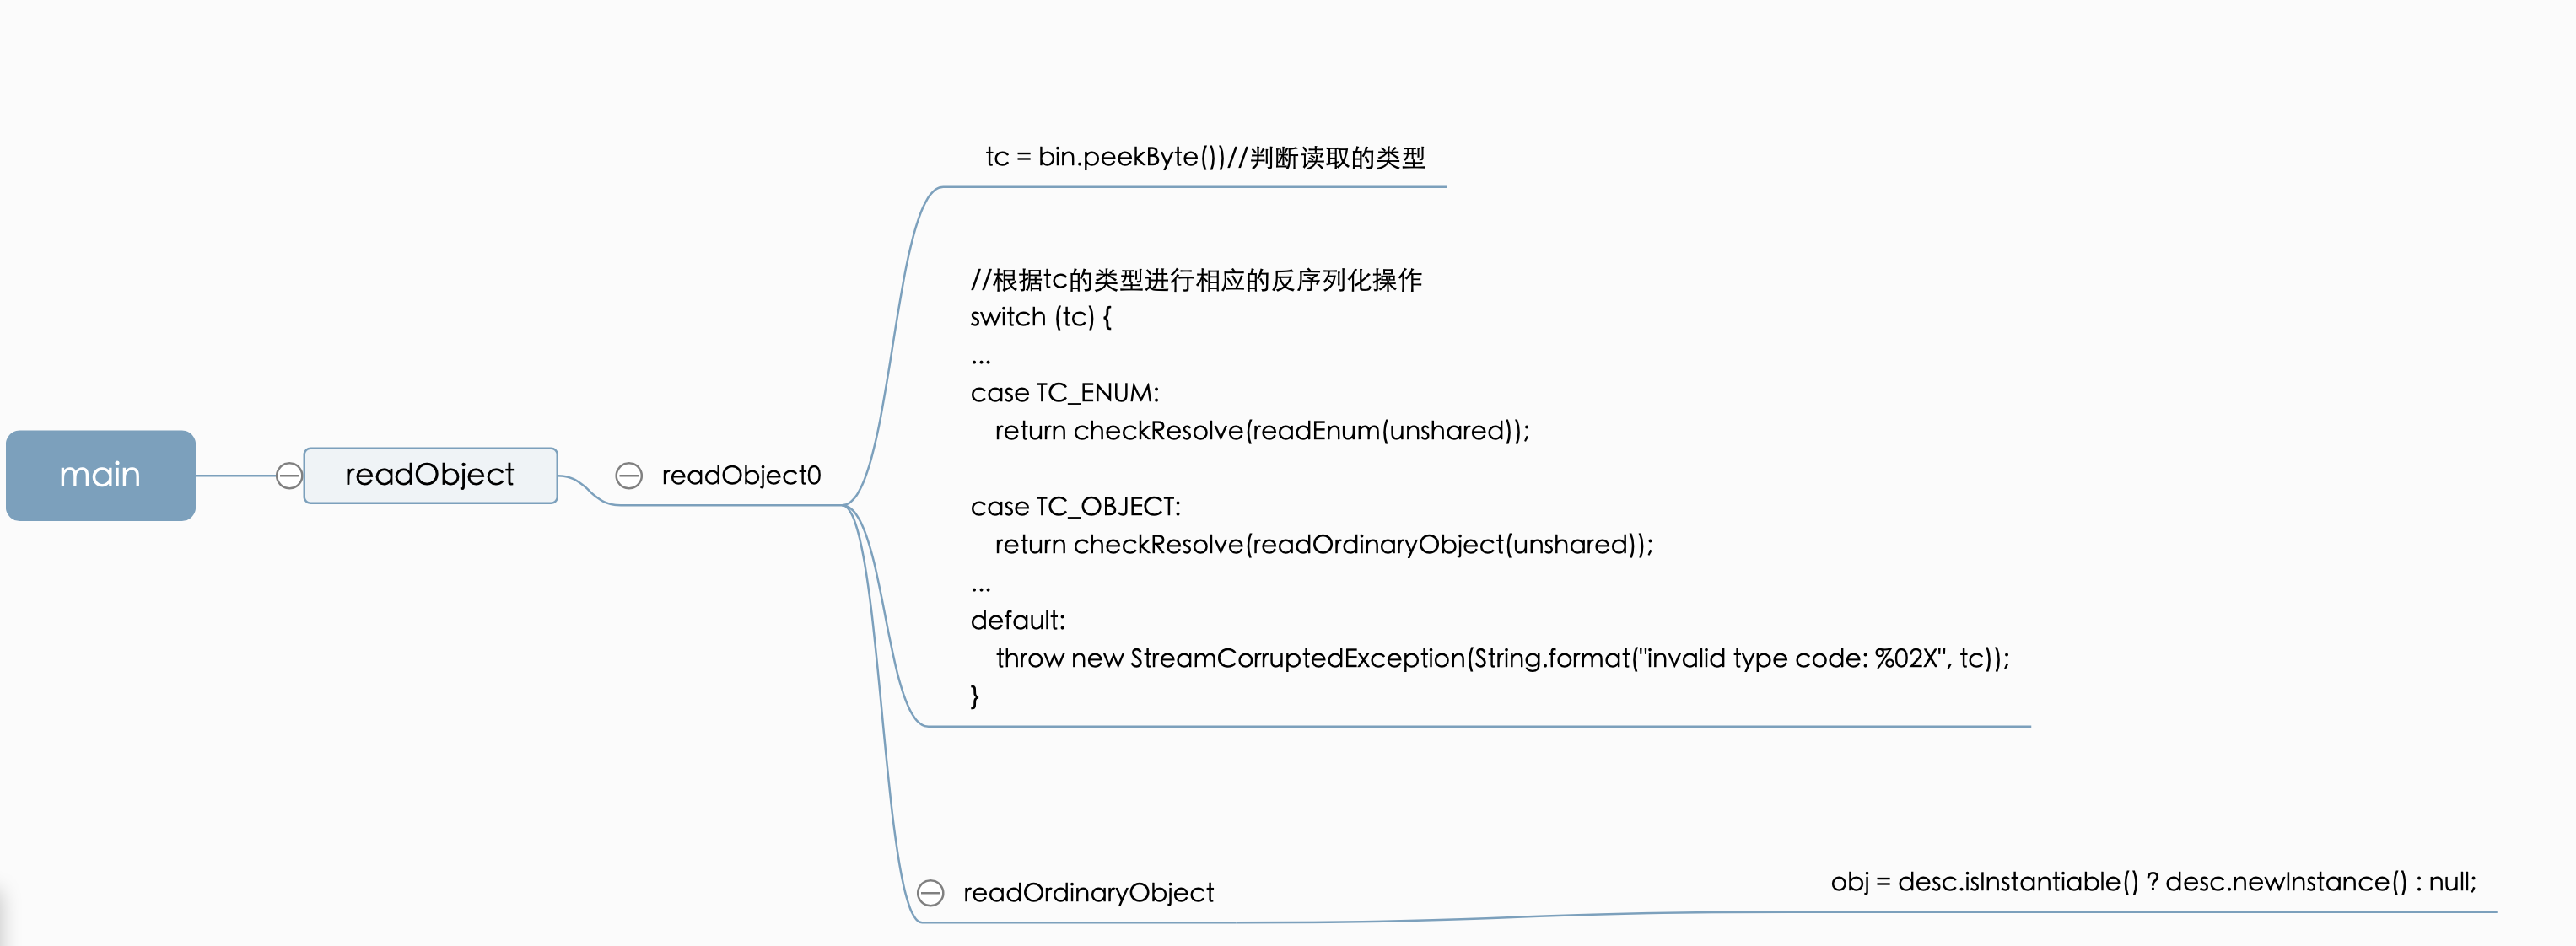 main
readObject
readObject0
tc = bin.peekByte())//判断读取的类型
//根据tc的类型进行相应的反序列化操作
switch (tc) {
...
case TC_ENUM:
return checkResolve(readEnum(unshared));
case TC_OBJECT:
return checkResolve(readOrdinaryObject(unshared));
...
default:
throw new StreamCorruptedException(String.format("invalid type code: %02X", tc));
}
readOrdinaryObject
obj = desc.isInstantiable() ? desc.newInstance() : null;